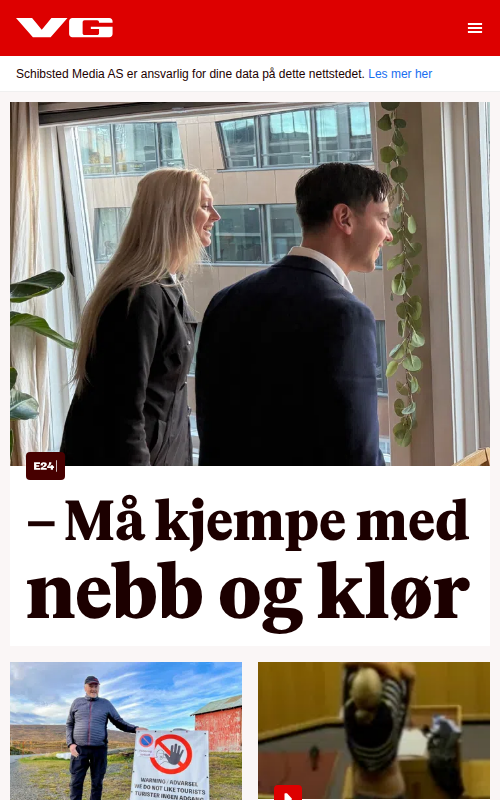 VG
Schibsted Media AS er ansvarlig for dine data på dette nettstedet. Les mer her
E24
– Må kjempe med
nebb og klør
WARNING / ADVARSEL
WE DO NOT LIKE TOURISTS
TURISTER INGEN ADGANG